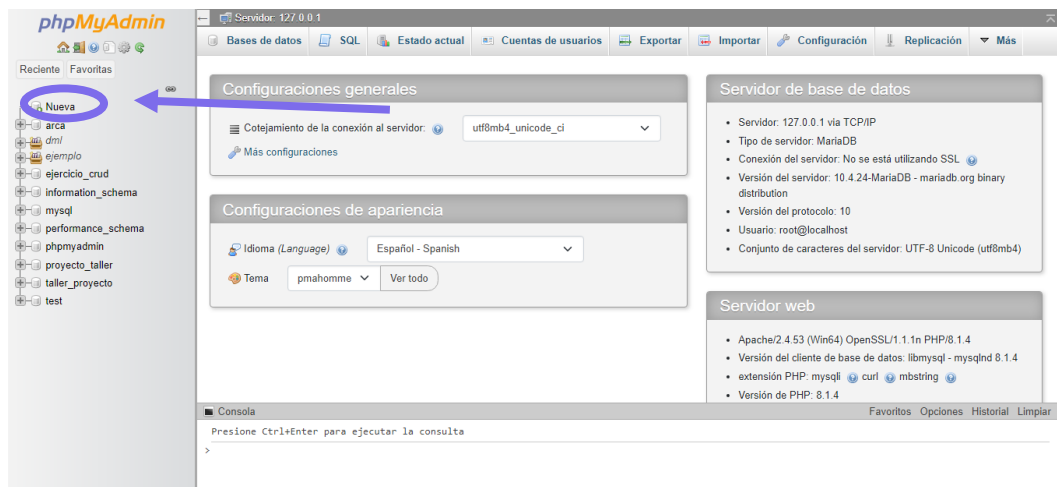 phpMyAdmin
Reciente Favoritas
Nueva
arca
dml
ejemplo
ejercicio_crud
information_schema
mysql
performance_schema
phpmyadmin
proyecto_taller
taller_proyecto
test
Servidor: 127.0.0.1
Bases de datos SQL Estado actual Cuentas de usuarios Exportar Importar Configuración Replicación Más
Configuraciones generales
Cotejamiento de la conexión al servidor: utf8mb4_unicode_ci
Más configuraciones
Configuraciones de apariencia
Idioma (Language) Español - Spanish
Tema pmahomme Ver todo
Servidor de base de datos
• Servidor: 127.0.0.1 via TCP/IP
• Tipo de servidor: MariaDB
• Conexión del servidor: No se está utilizando SSL
• Versión del servidor: 10.4.24-MariaDB - mariadb.org binary
distribution
• Versión del protocolo: 10
• Usuario: root@localhost
• Conjunto de caracteres del servidor: UTF-8 Unicode (utf8mb4)
Servidor web
• Apache/2.4.53 (Win64) OpenSSL/1.1.1n PHP/8.1.4
• Versión del cliente de base de datos: libmysql - mysqlnd 8.1.4
• extensión PHP: mysqli curl mbstring
• Versión de PHP: 8.1.4
Consola Favoritos Opciones Historial Limpiar
Presione Ctrl+Enter para ejecutar la consulta
>